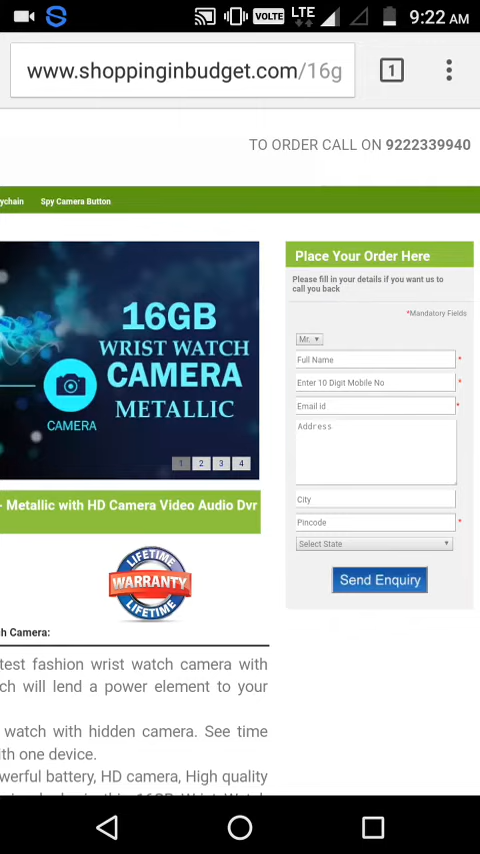 VOLTE LTE 9:22 AM
www.shoppinginbudget.com/16g
1
TO ORDER CALL ON 9222339940
ychain Spy Camera Button
16GB
WRIST WATCH
CAMERA
METALLIC
CAMERA
1 2 3 4
- Metallic with HD Camera Video Audio Dvr
LIFETIME
WARRANTY
LIFETIME
h Camera:
test fashion wrist watch camera with
ch will lend a power element to your
watch with hidden camera. See time
ith one device.
werful battery, HD camera, High quality
Place Your Order Here
Please fill in your details if you want us to
call you back
*Mandatory Fields
Mr.
Full Name *
Enter 10 Digit Mobile No *
Email id *
Address
City
Pincode *
Select State
Send Enquiry